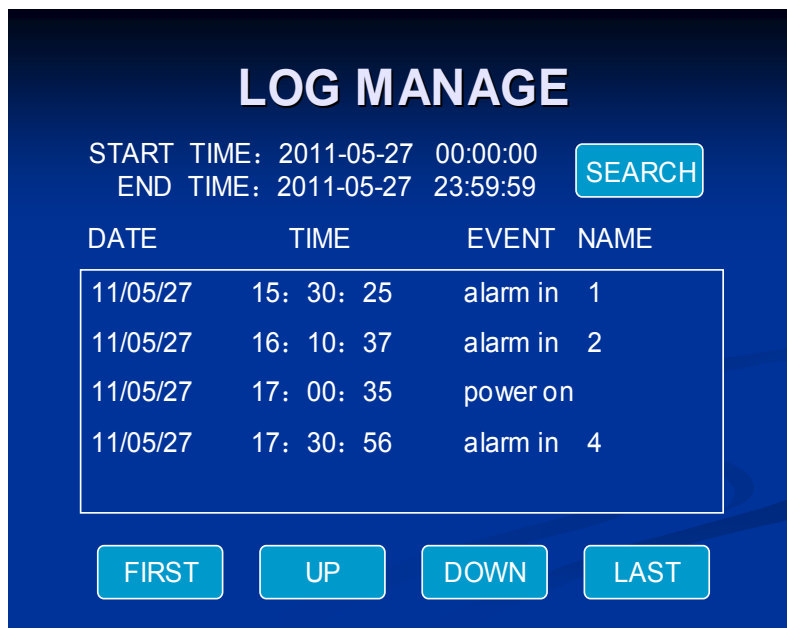 LOG MANAGE
START TIME：2011-05-27 00:00:00
END TIME：2011-05-27 23:59:59
SEARCH
DATE TIME EVENT NAME
11/05/27 15：30：25 alarm in 1
11/05/27 16：10：37 alarm in 2
11/05/27 17：00：35 power on
11/05/27 17：30：56 alarm in 4
FIRST UP DOWN LAST